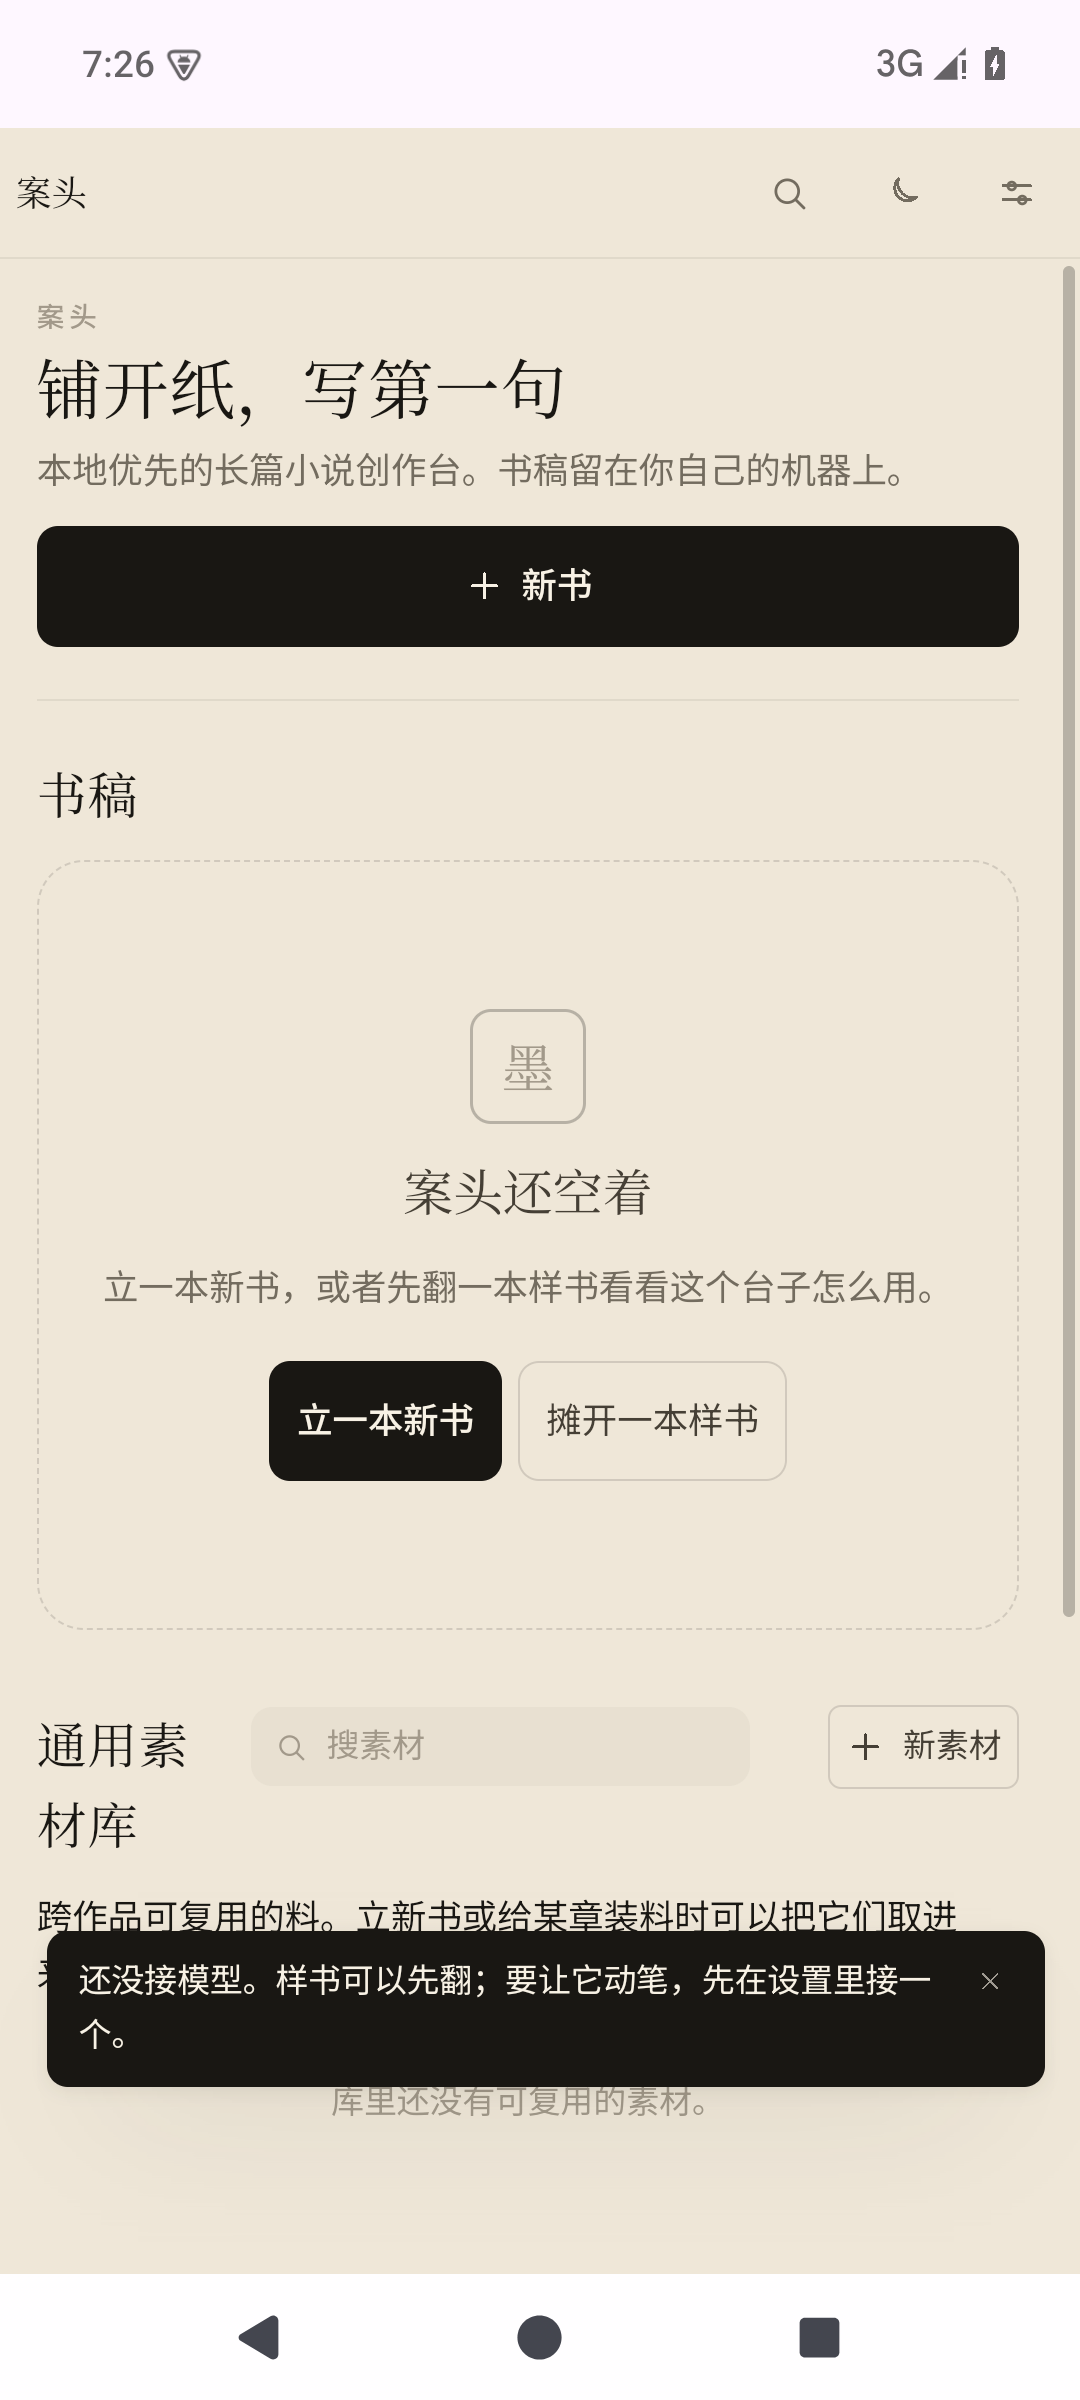 7:26
3G
案头
案头
铺开纸，写第一句
本地优先的长篇小说创作台。书稿留在你自己的机器上。
新书
书稿
墨
案头还空着
立一本新书，或者先翻一本样书看看这个台子怎么用。
立一本新书
摊开一本样书
通用素材库
搜素材
新素材
跨作品可复用的料。立新书或给某章装料时可以把它们取进
还没接模型。样书可以先翻；要让它动笔，先在设置里接一
个。
库里还没有可复用的素材。